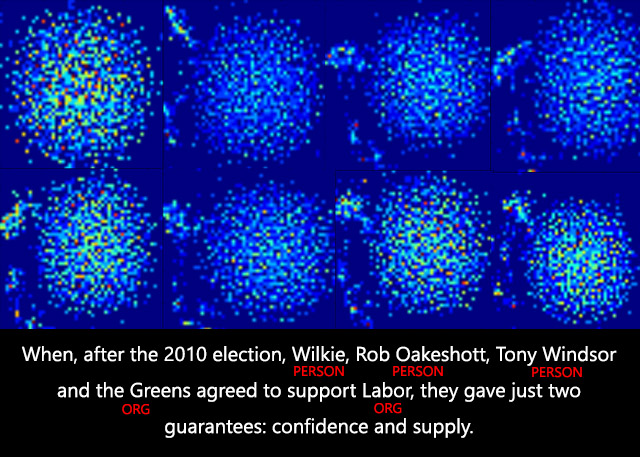 When, after the 2010 election, Wilkie, Rob Oakeshott, Tony Windsor
PERSON PERSON PERSON
and the Greens agreed to support Labor, they gave just two
ORG ORG
guarantees: confidence and supply.